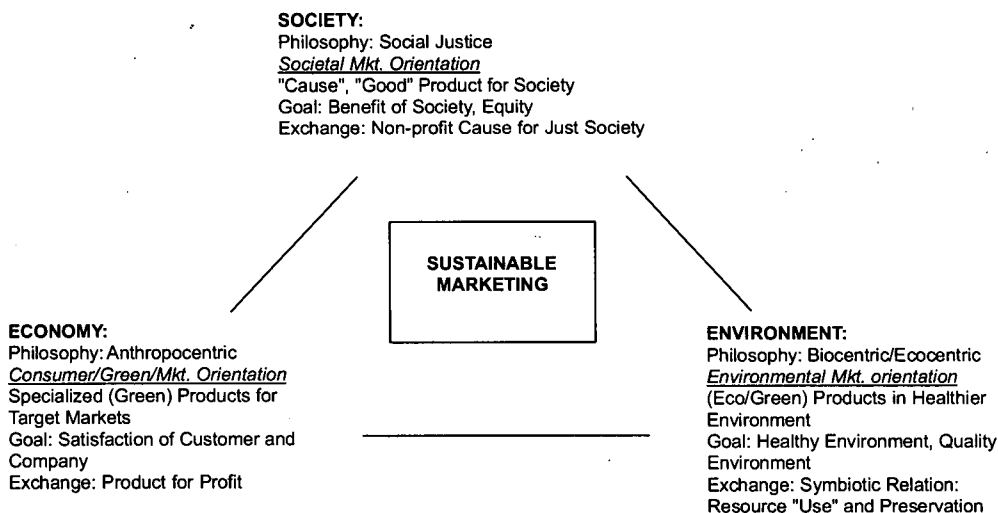 SOCIETY:
Philosophy: Social Justice
Societal Mkt. Orientation
"Cause", "Good" Product for Society
Goal: Benefit of Society, Equity
Exchange: Non-profit Cause for Just Society
SUSTAINABLE
MARKETING
ECONOMY:
Philosophy: Anthropocentric
Consumer/Green/Mkt. Orientation
Specialized (Green) Products for
Target Markets
Goal: Satisfaction of Customer and
Company
Exchange: Product for Profit
ENVIRONMENT:
Philosophy: Biocentric/Ecocentric
Environmental Mkt. orientation
(Eco/Green) Products in Healthier
Environment
Goal: Healthy Environment, Quality
Environment
Exchange: Symbiotic Relation:
Resource "Use" and Preservation